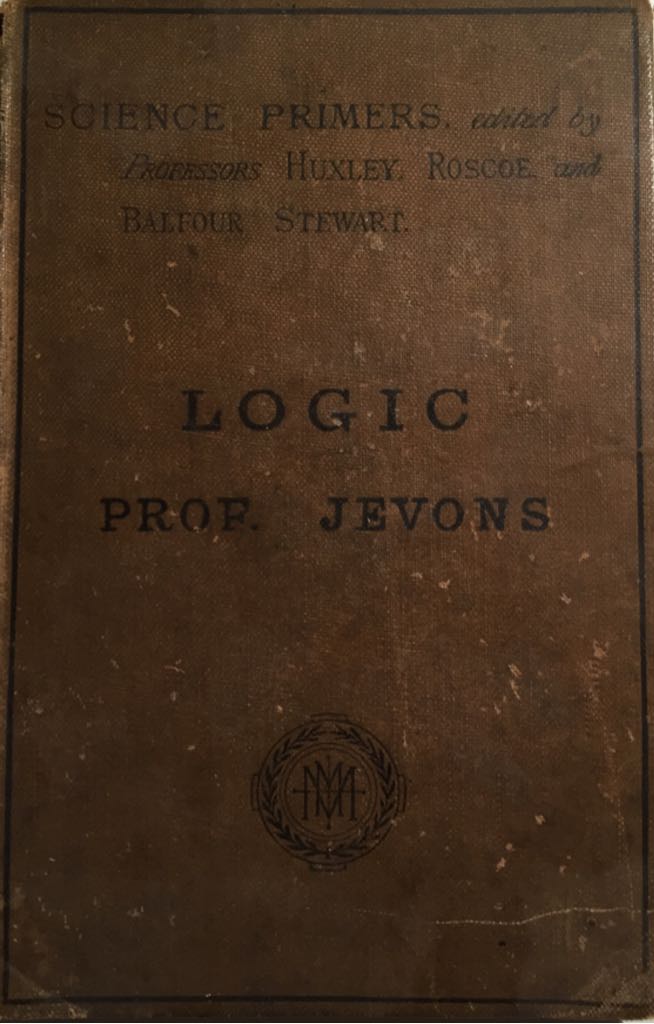 SCIENCE PRIMERS, edited by
PROFESSORS HUXLEY, ROSCOE, and
BALFOUR STEWART.
LOGIC
PROF. JEVONS